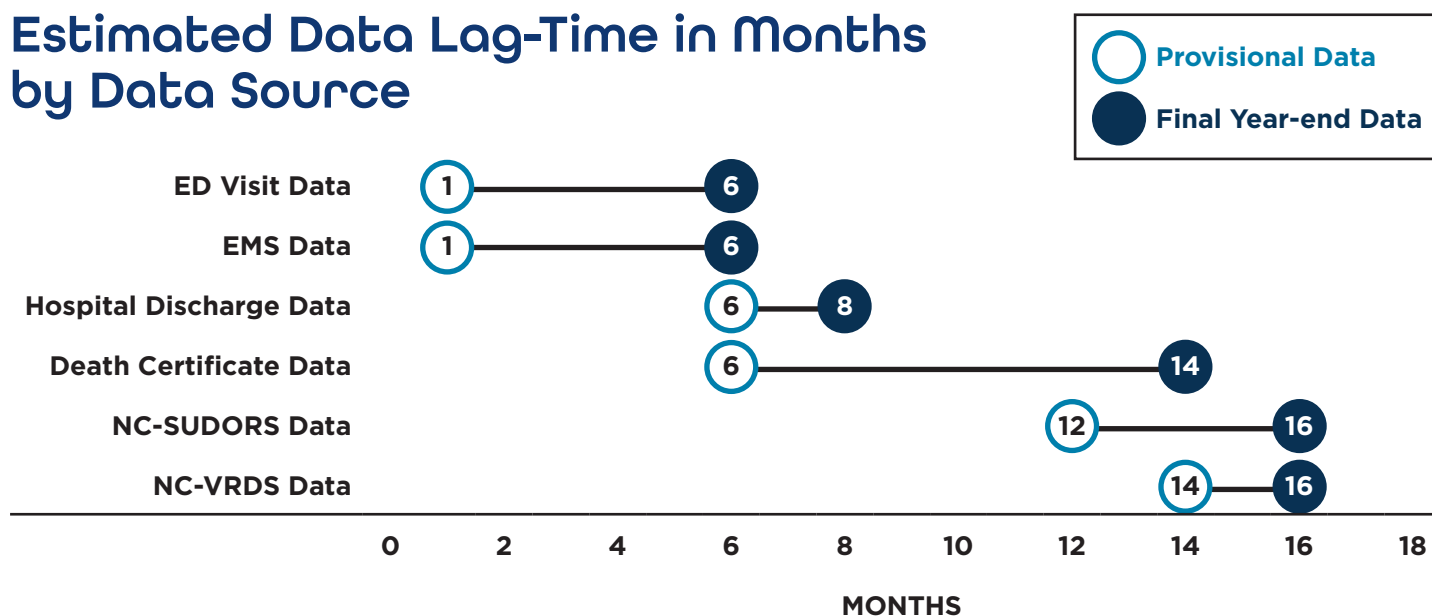 Estimated Data Lag-Time in Months
by Data Source
Provisional Data
Final Year-end Data
ED Visit Data 1 6
EMS Data 1 6
Hospital Discharge Data 6 8
Death Certificate Data 6 14
NC-SUDORS Data 12 16
NC-VRDS Data 14 16
0 2 4 6 8 10 12 14 16 18
MONTHS